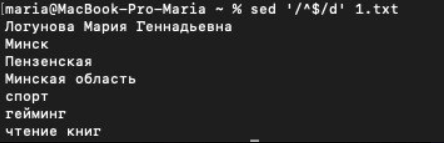 [maria@MacBook-Pro-Maria ~ % sed '/^$/d' 1.txt
Логунова Мария Геннадьевна
Минск
Пензенская
Минская область
спорт
гейминг
чтение книг